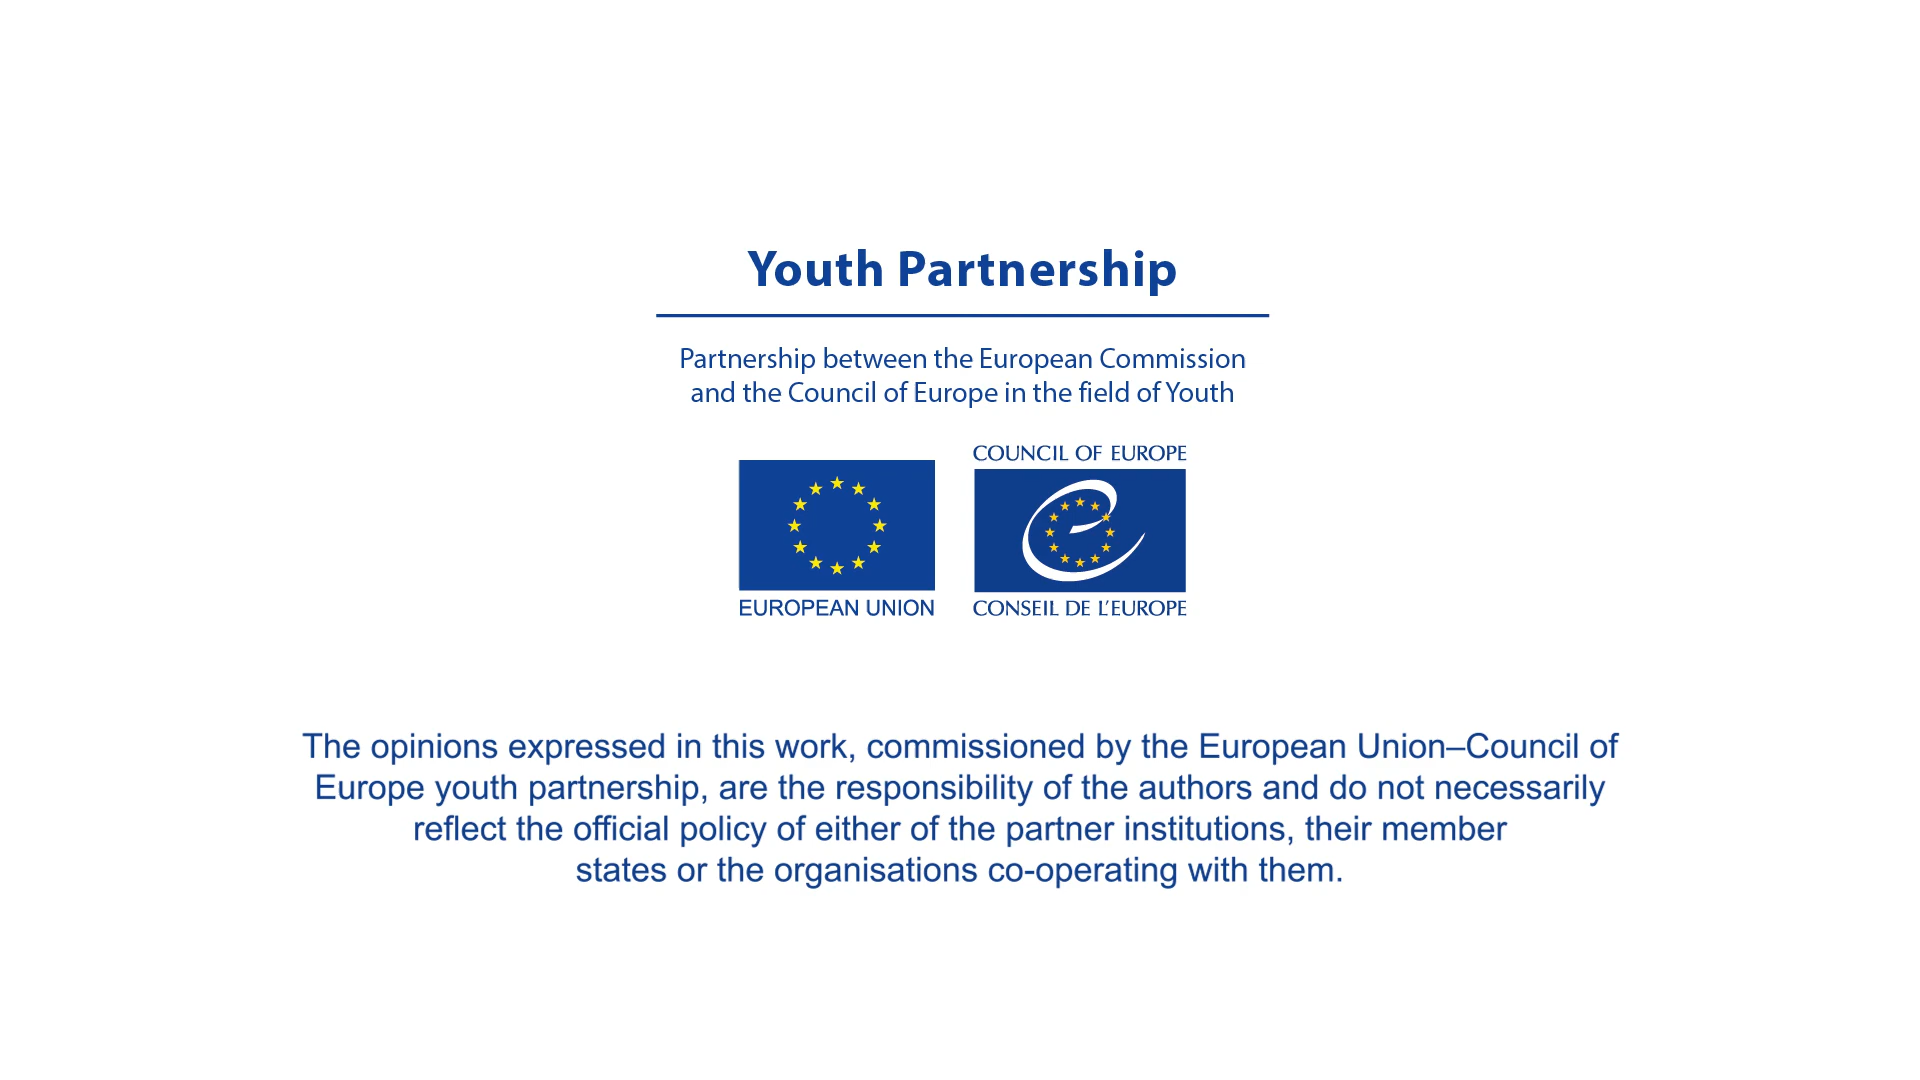 Youth Partnership
Partnership between the European Commission
and the Council of Europe in the field of Youth
COUNCIL OF EUROPE
EUROPEAN UNION
CONSEIL DE L'EUROPE
The opinions expressed in this work, commissioned by the European Union–Council of
Europe youth partnership, are the responsibility of the authors and do not necessarily
reflect the official policy of either of the partner institutions, their member
states or the organisations co-operating with them.